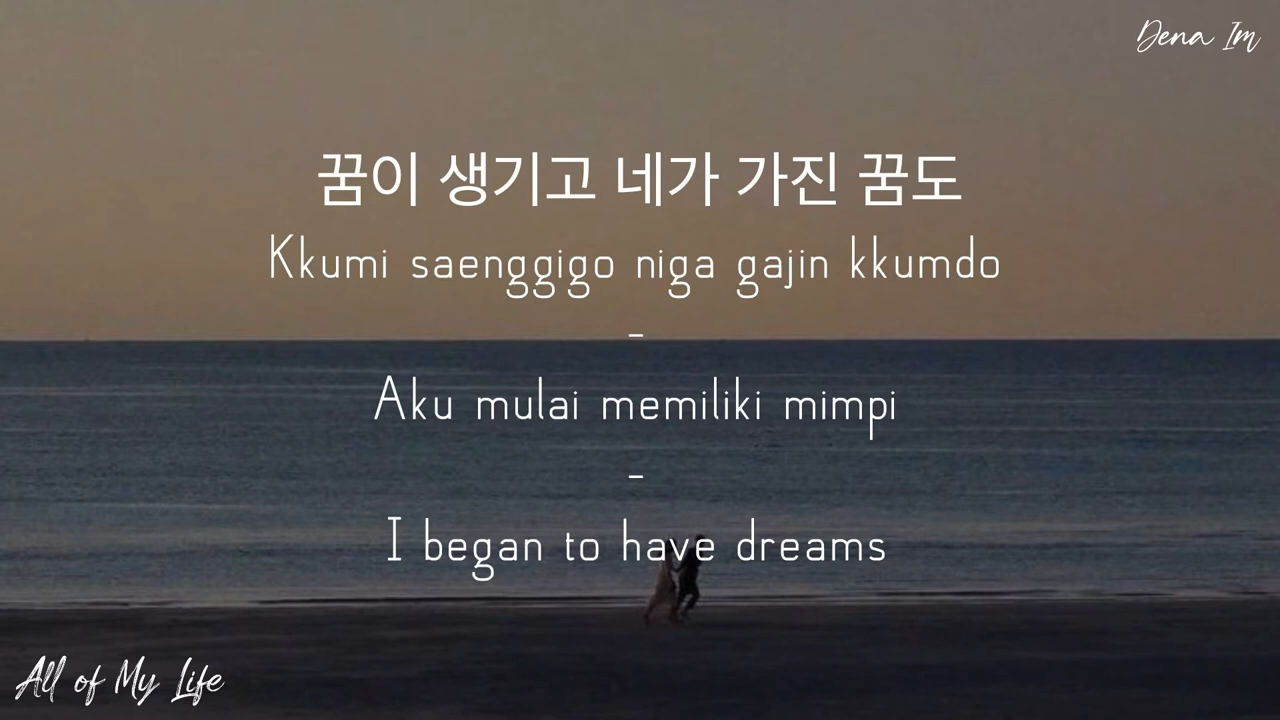 Dena Im
꿈이 생기고 네가 가진 꿈도
Kkumi saenggigo niga gajin kkumdo
-
Aku mulai memiliki mimpi
-
I began to have dreams
All of My Life